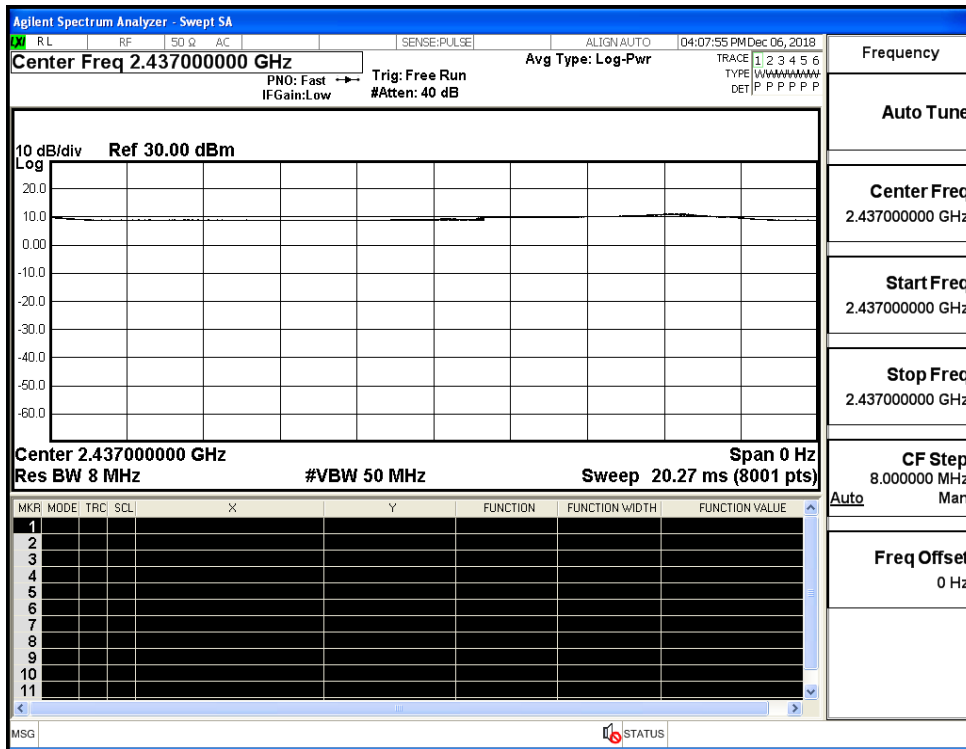 Agilent Spectrum Analyzer - Swept SA
LXI RL RF 50 Ω AC SENSE:PULSE ALIGN AUTO 04:07:55 PM Dec 06, 2018
Center Freq 2.437000000 GHz
PNO: Fast
IFGain:Low
Trig: Free Run
#Atten: 40 dB
Avg Type: Log-Pwr
TRACE 1 2 3 4 5 6
TYPE WWWWWW
DET P P P P P P
10 dB/div Ref 30.00 dBm
Log
20.0
10.0
0.00
-10.0
-20.0
-30.0
-40.0
-50.0
-60.0
Center 2.437000000 GHz Span 0 Hz
Res BW 8 MHz #VBW 50 MHz Sweep 20.27 ms (8001 pts)
MKR MODE TRC SCL X Y FUNCTION FUNCTION WIDTH FUNCTION VALUE
1
2
3
4
5
6
7
8
9
10
11
MSG STATUS
Frequency
Auto Tune
Center Freq
2.437000000 GHz
Start Freq
2.437000000 GHz
Stop Freq
2.437000000 GHz
CF Step
8.000000 MHz
Auto Man
Freq Offset
0 Hz